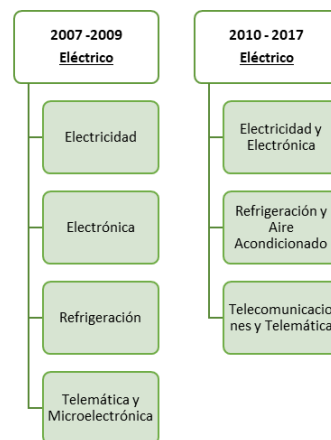 2007 -2009
Eléctrico
Electricidad
Electrónica
Refrigeración
Telemática y
Microelectrónica
2010 - 2017
Eléctrico
Electricidad y
Electrónica
Refrigeración y
Aire
Acondicionado
Telecomunicacio
nes y Telemática